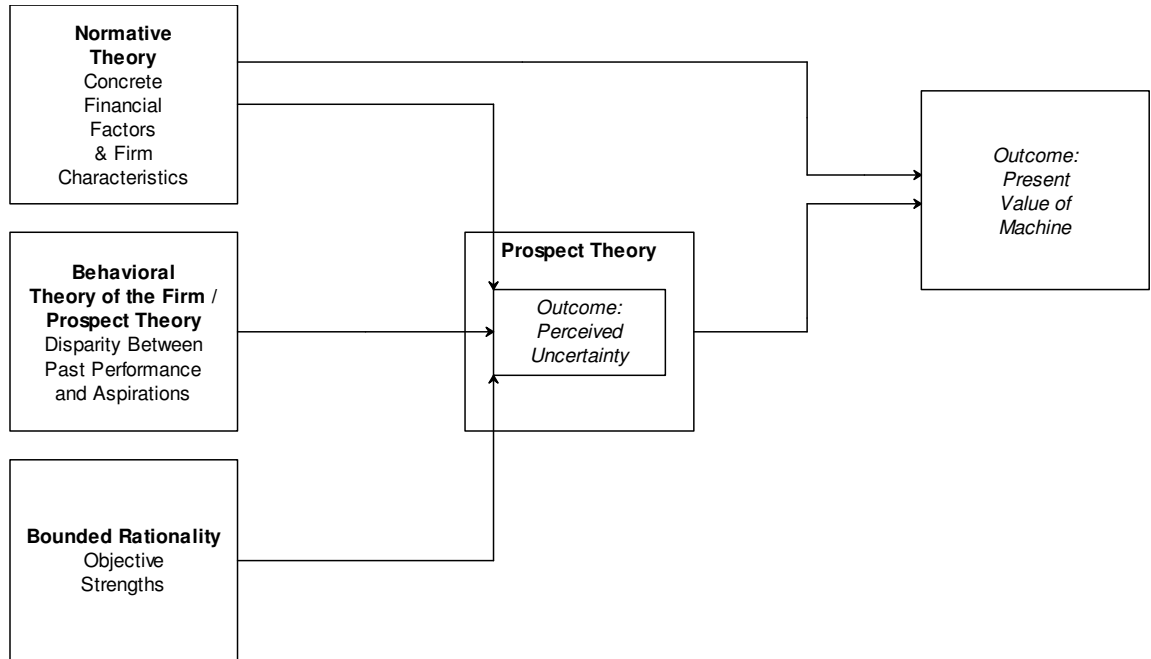 Normative
Theory
Concrete
Financial
Factors
& Firm
Characteristics
Behavioral
Theory of the Firm /
Prospect Theory
Disparity Between
Past Performance
and Aspirations
Bounded Rationality
Objective
Strengths
Prospect Theory
Outcome:
Perceived
Uncertainty
Outcome:
Present
Value of
Machine